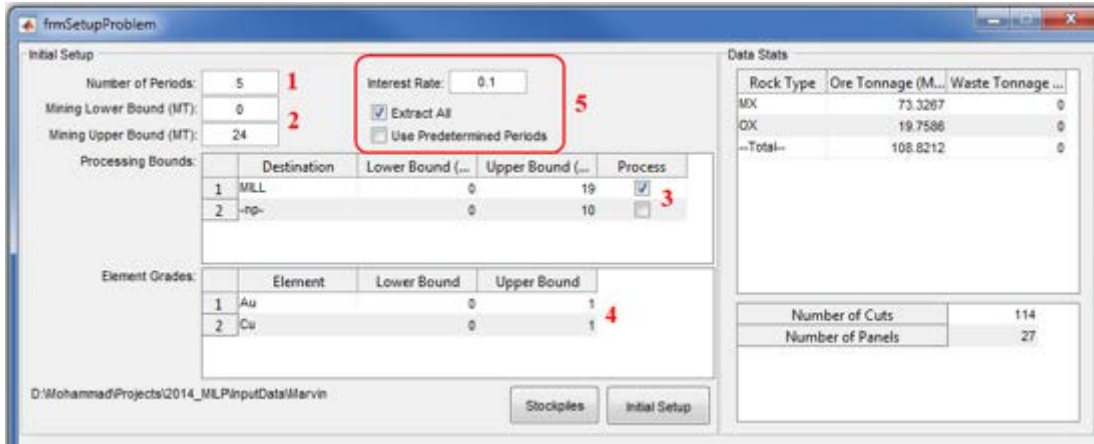 frmSetupProblem
Initial Setup
Number of Periods: 5 1
Mining Lower Bound (MT): 0
2
Mining Upper Bound (MT): 24
Interest Rate: 0.1
Extract All
Use Predetermined Periods
5
Processing Bounds:
Destination Lower Bound (... Upper Bound (... Process
1 MILL 0 19
2 -np- 0 10
3
Element Grades:
Element Lower Bound Upper Bound
1 Au 0 1
2 Cu 0 1
4
D:\Mohammad\Projects\2014_MILP\InputData\Marvin
Stockpiles
Initial Setup
Data Stats
Rock Type Ore Tonnage (M... Waste Tonnage ...
MX 73.3267 0
OX 19.7586 0
--Total-- 108.8212 0
Number of Cuts 114
Number of Panels 27